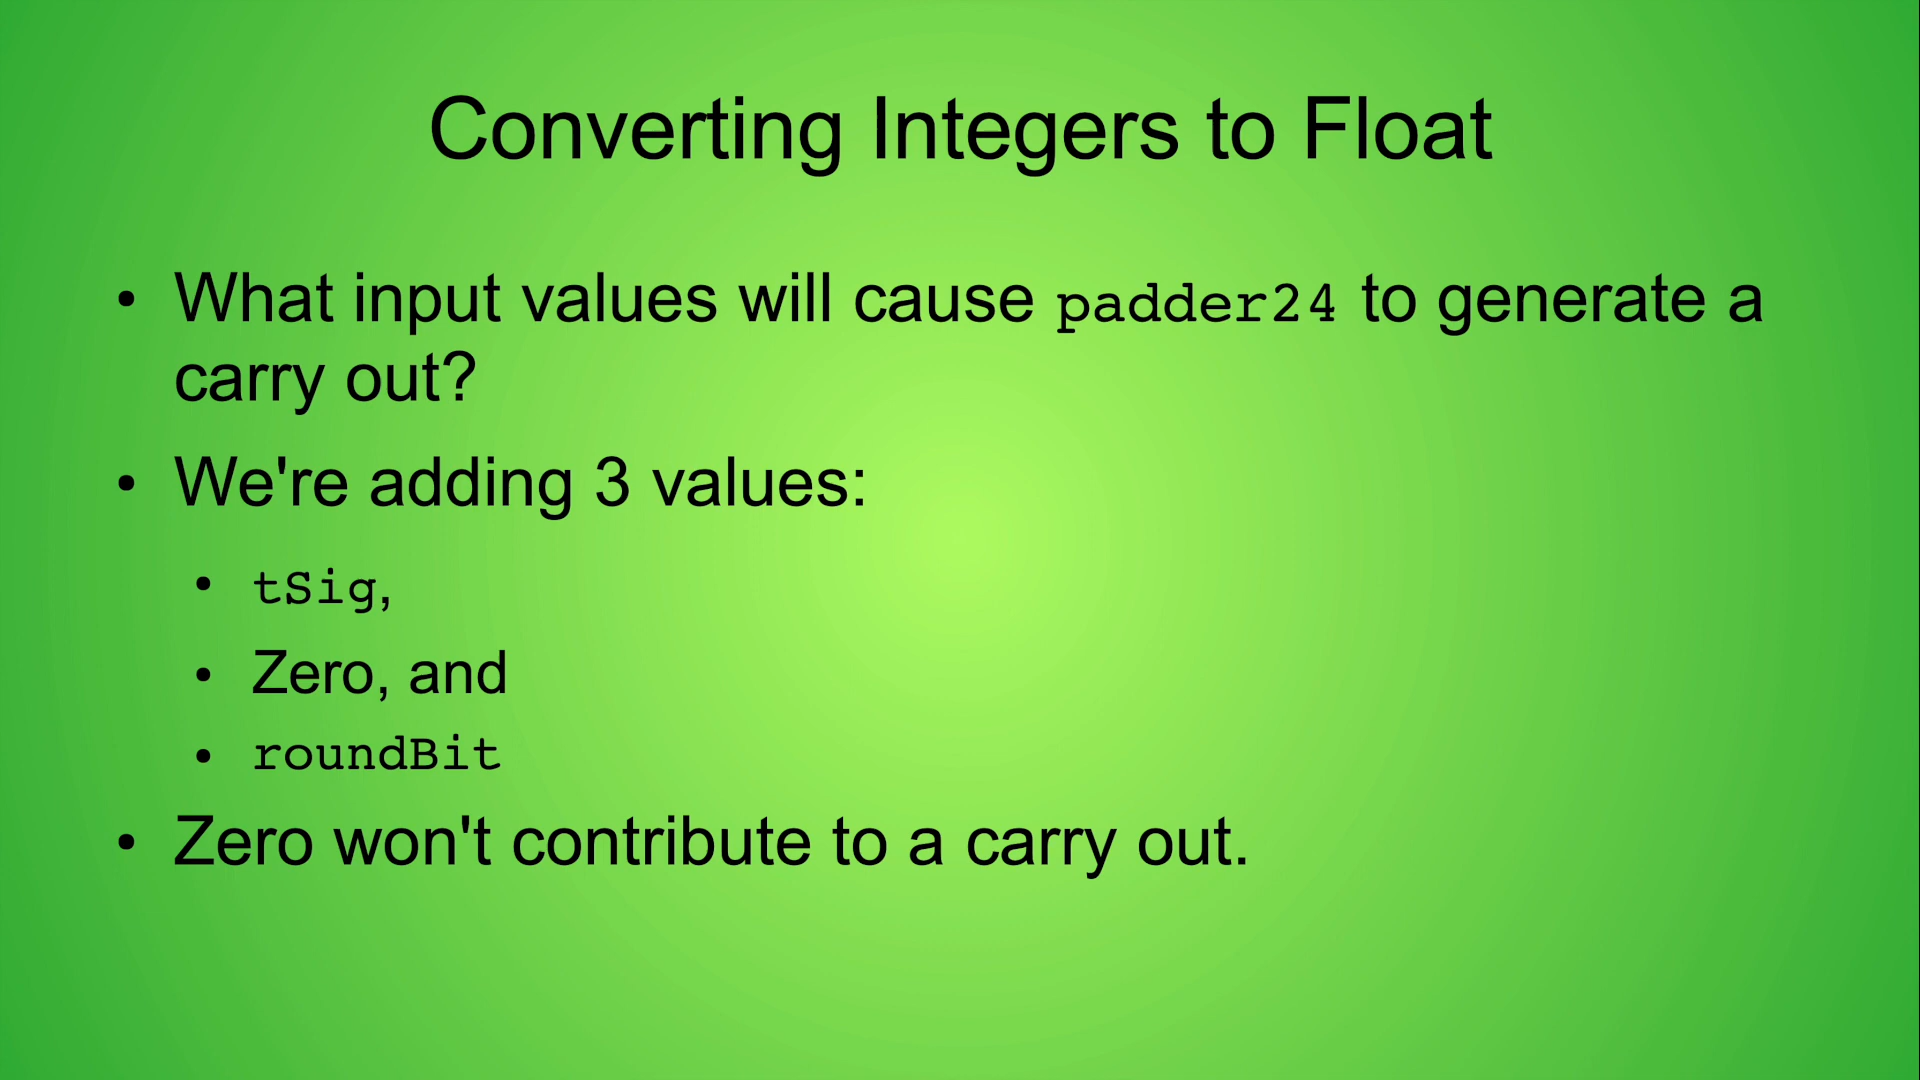 Converting Integers to Float
• What input values will cause padder24 to generate a
carry out?
• We're adding 3 values:
• tSig,
• Zero, and
• roundBit
• Zero won't contribute to a carry out.